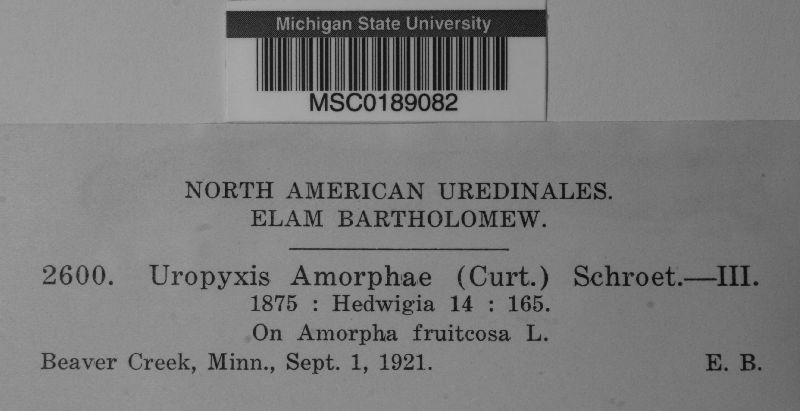 Michigan State University
MSC0189082
NORTH AMERICAN UREDINALES.
ELAM BARTHOLOMEW.
2600. Uropyxis Amorphae (Curt.) Schroet.—III.
1875 : Hedwigia 14 : 165.
On Amorpha fruitcosa L.
Beaver Creek, Minn., Sept. 1, 1921. E. B.